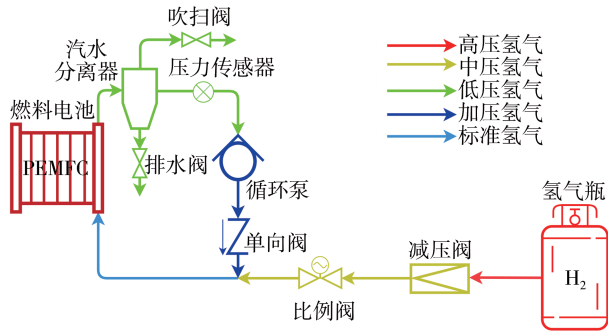 吹扫阀
汽水
分离器
压力传感器
燃料电池
PEMFC
排水阀
循环泵
单向阀
比例阀
减压阀
氢气瓶
H₂
高压氢气
中压氢气
低压氢气
加压氢气
标准氢气